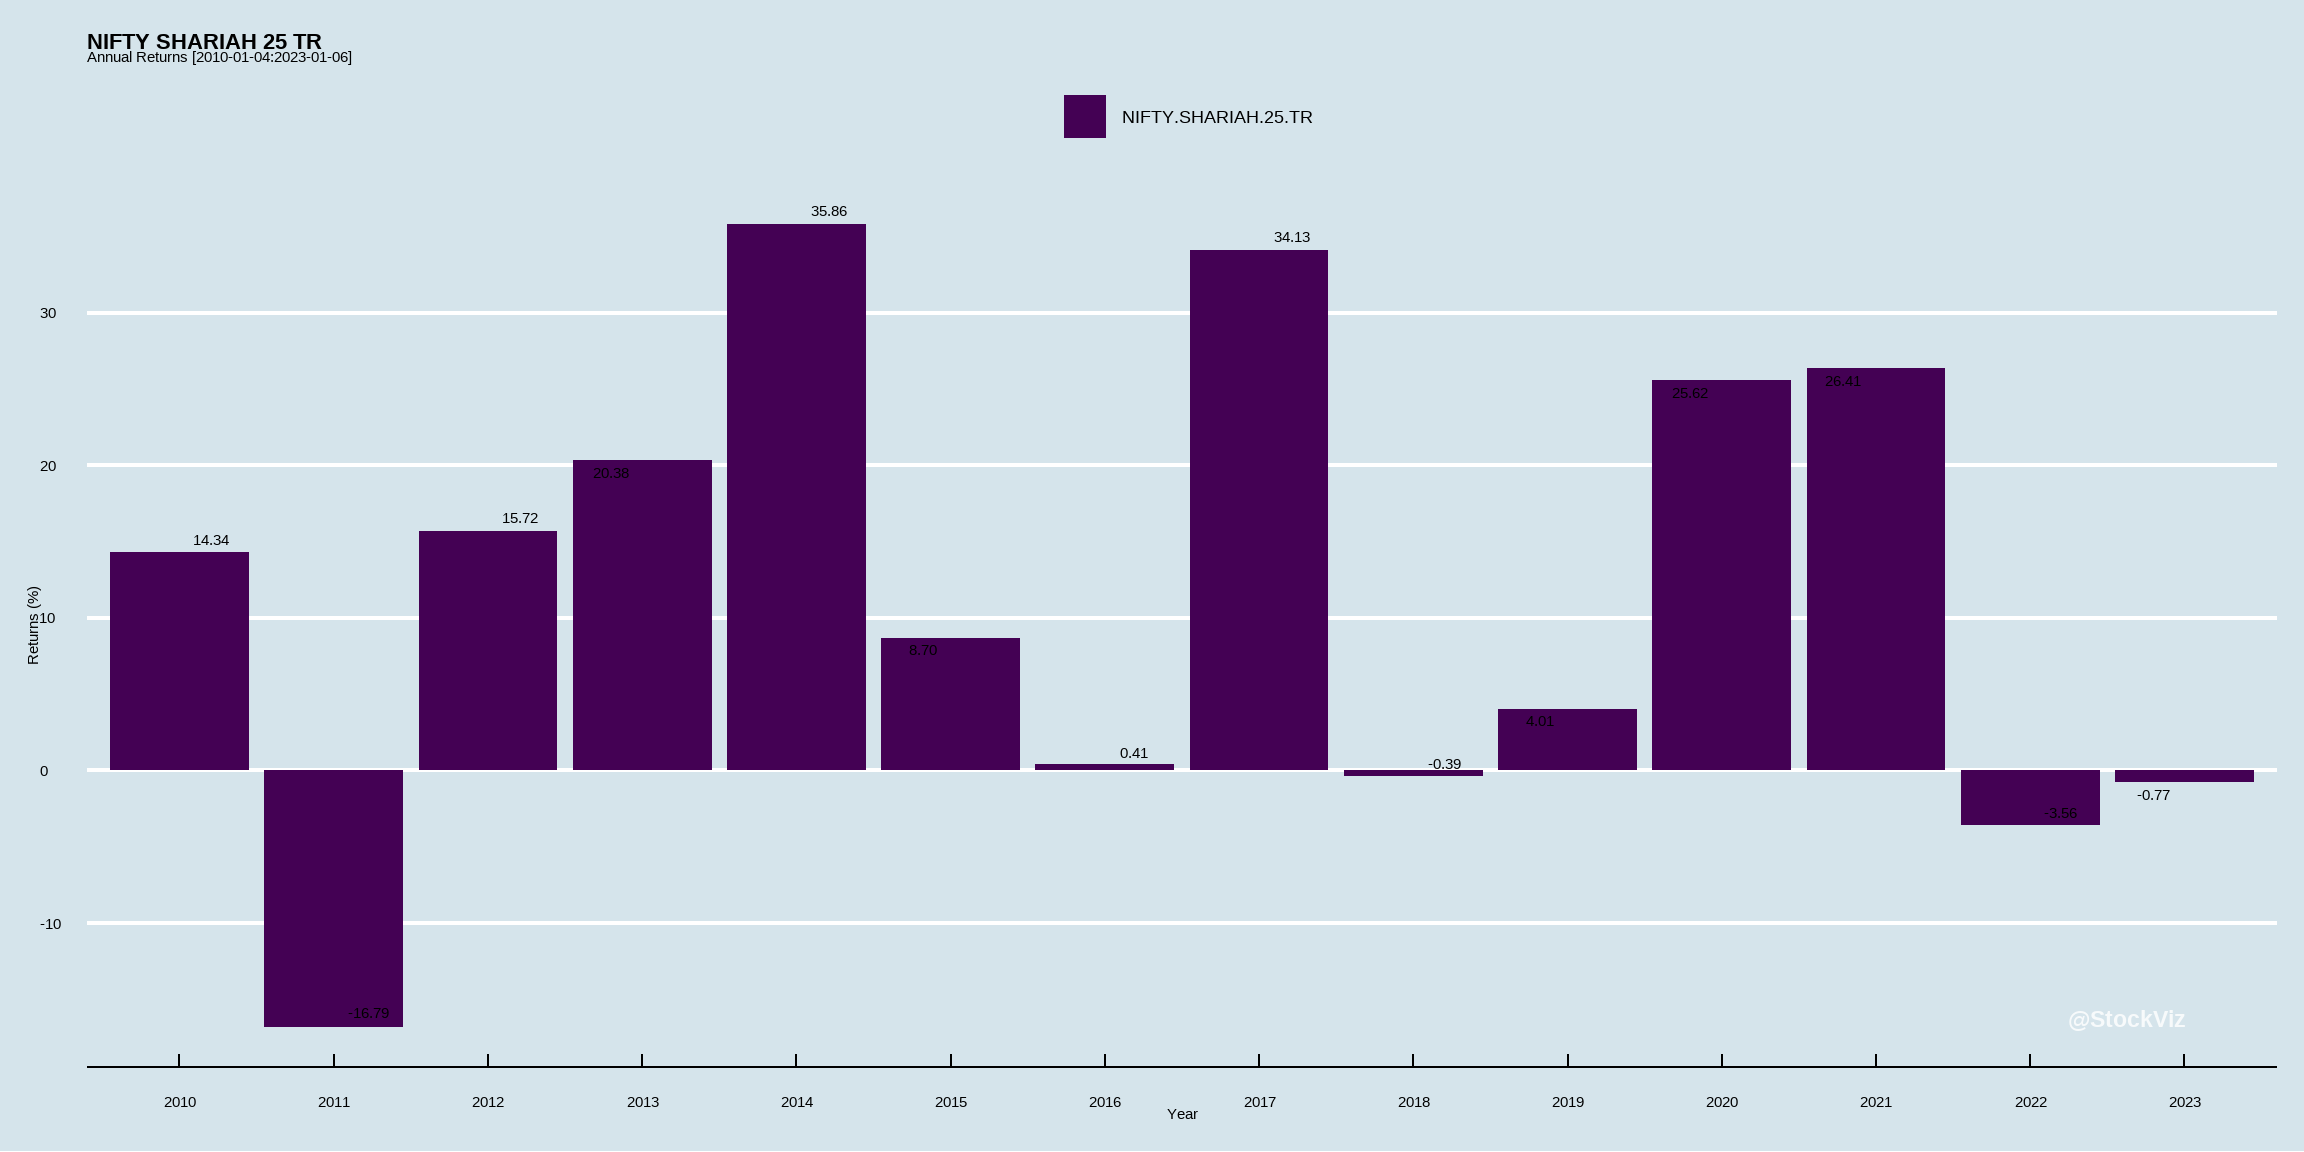 NIFTY SHARIAH 25 TR
Annual Returns [2010-01-04:2023-01-06]
NIFTY.SHARIAH.25.TR
35.86
34.13
30
26.41
25.62
20
20.38
15.72
14.34
Returns (%)
10
8.70
4.01
0.41
-0.39
0
-0.77
-3.56
-10
-16.79
@StockViz
2010 2011 2012 2013 2014 2015 2016 2017 2018 2019 2020 2021 2022 2023
Year